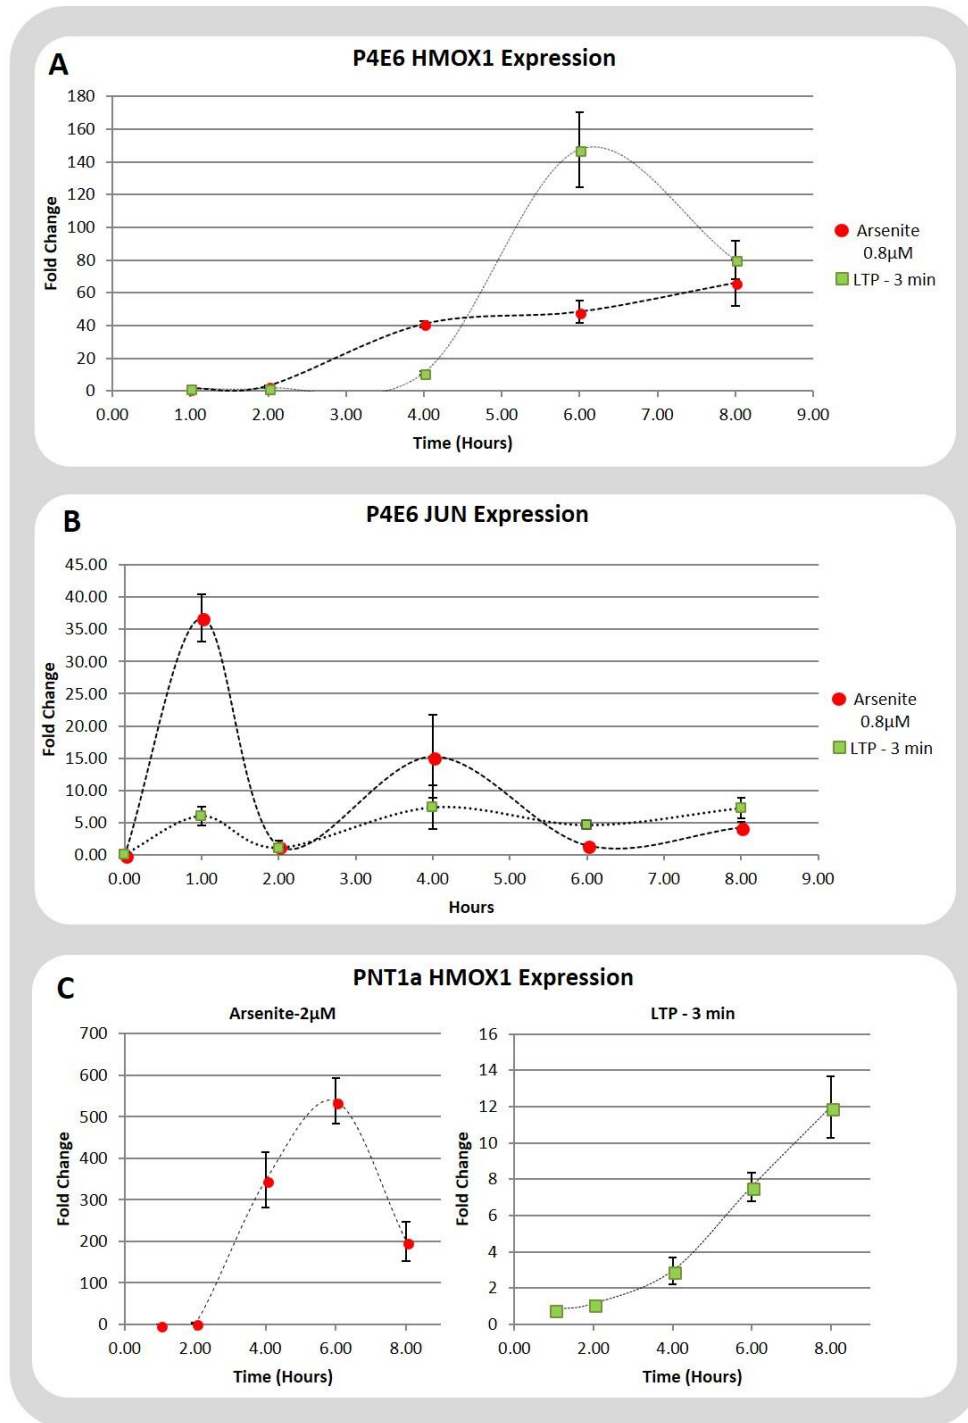 A
P4E6 HMOX1 Expression
180
160
140
120
100
80
60
40
20
0
Fold Change
0.00 1.00 2.00 3.00 4.00 5.00 6.00 7.00 8.00 9.00
Time (Hours)
Arsenite
0.8µM
LTP - 3 min
B
P4E6 JUN Expression
45.00
40.00
35.00
30.00
25.00
20.00
15.00
10.00
5.00
0.00
Fold Change
0.00 1.00 2.00 3.00 4.00 5.00 6.00 7.00 8.00 9.00
Hours
Arsenite
0.8µM
LTP - 3 min
C
PNT1a HMOX1 Expression
Arsenite-2µM
700
600
500
400
300
200
100
0
Fold Change
0.00 2.00 4.00 6.00 8.00
Time (Hours)
LTP - 3 min
16
14
12
10
8
6
4
2
0
Fold Change
0.00 2.00 4.00 6.00 8.00
Time (Hours)